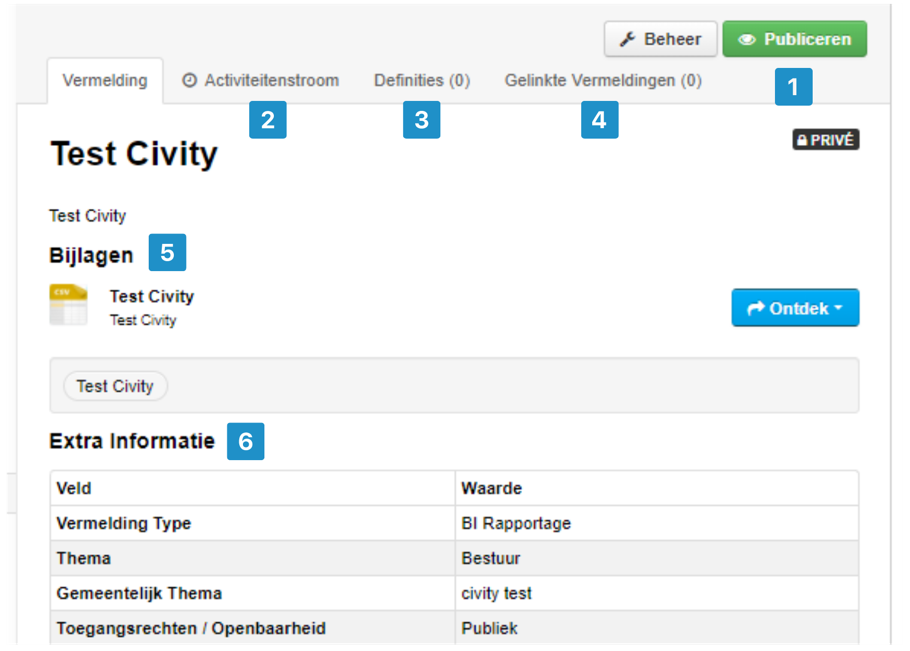 Beheer Publiceren
Vermelding Activiteitenstroom Definities (0) Gelinkte Vermeldingen (0) 1
2 3 4
Test Civity PRIVÉ
Test Civity
Bijlagen 5
CSV Test Civity
Test Civity
Ontdek
Test Civity
Extra Informatie 6
Veld Waarde
Vermelding Type BI Rapportage
Thema Bestuur
Gemeentelijk Thema civity test
Toegangsrechten / Openbaarheid Publiek